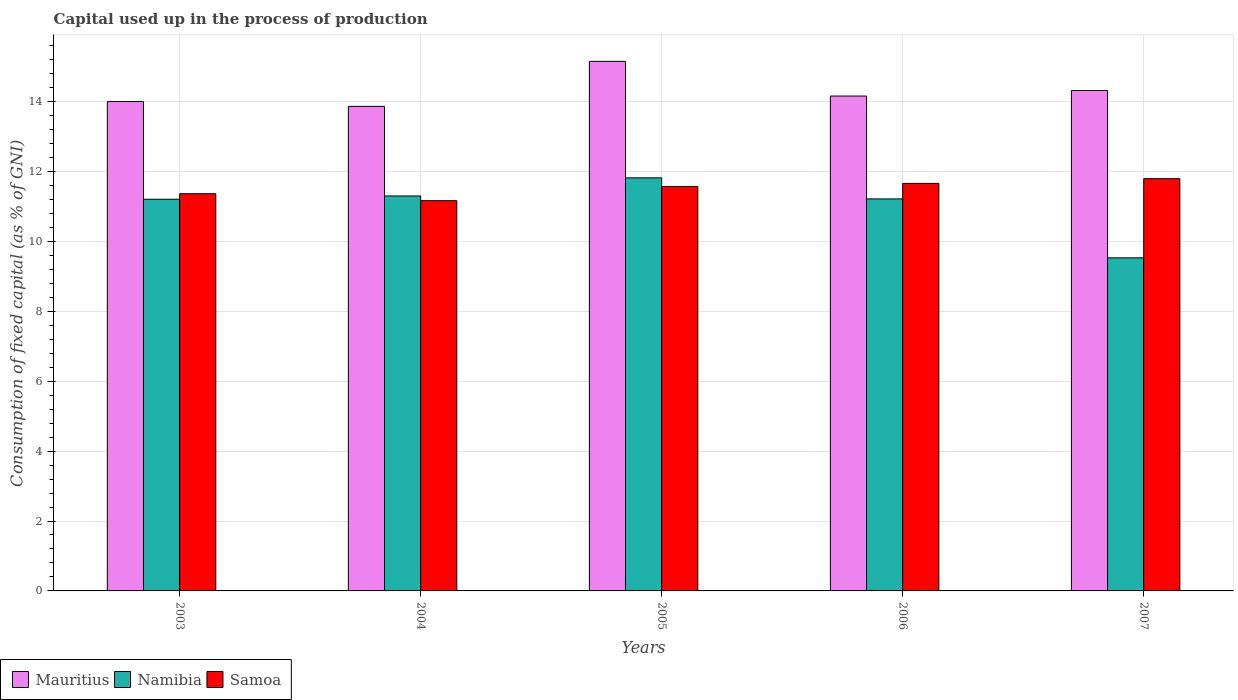 Capital used up in the process of production
Consumption of fixed capital (as % of GNI)
14
12
10
8
6
4
2
0
2003
2004
2005
2006
2007
Years
Mauritius
Namibia
Samoa